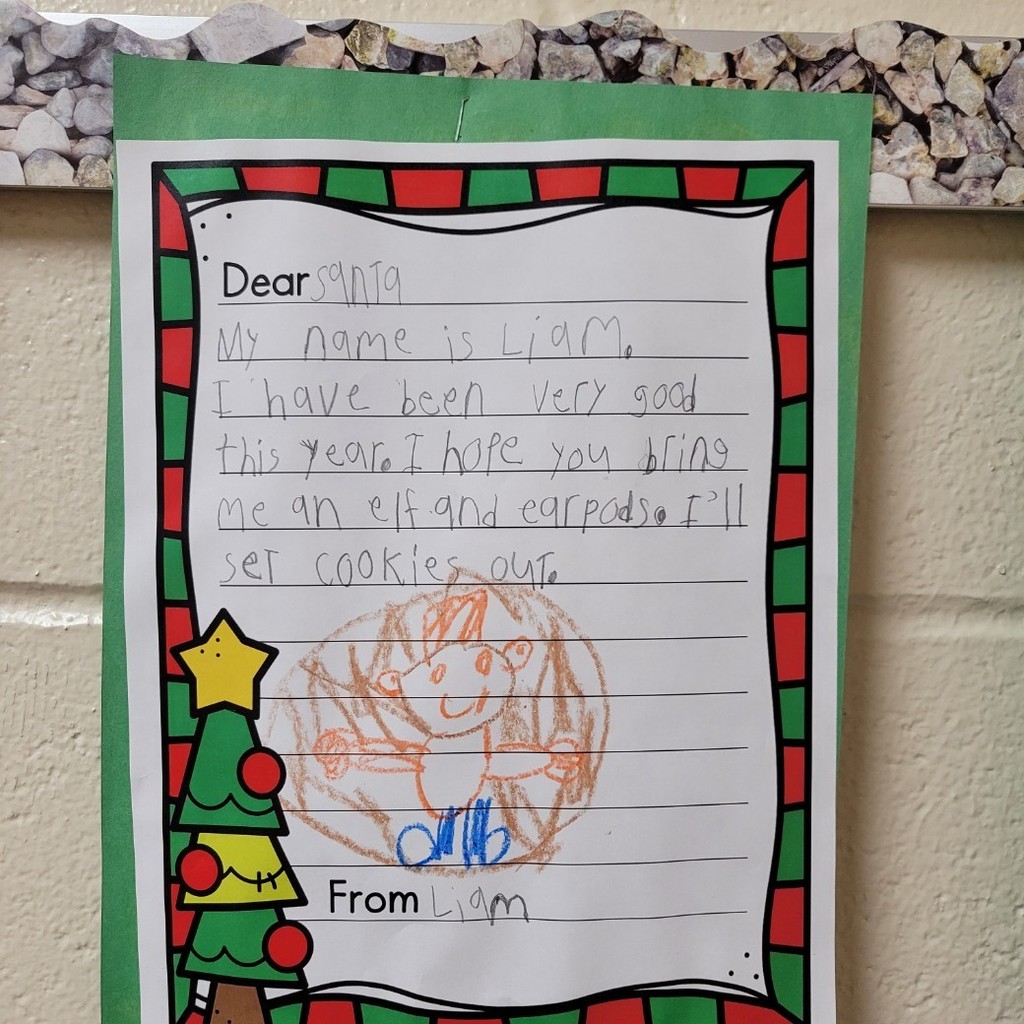 Dear santa
My name is Liam.
I have been very good
this year. I hope you bring
me an elf and earpods. I'll
set cookies out.
From Liam